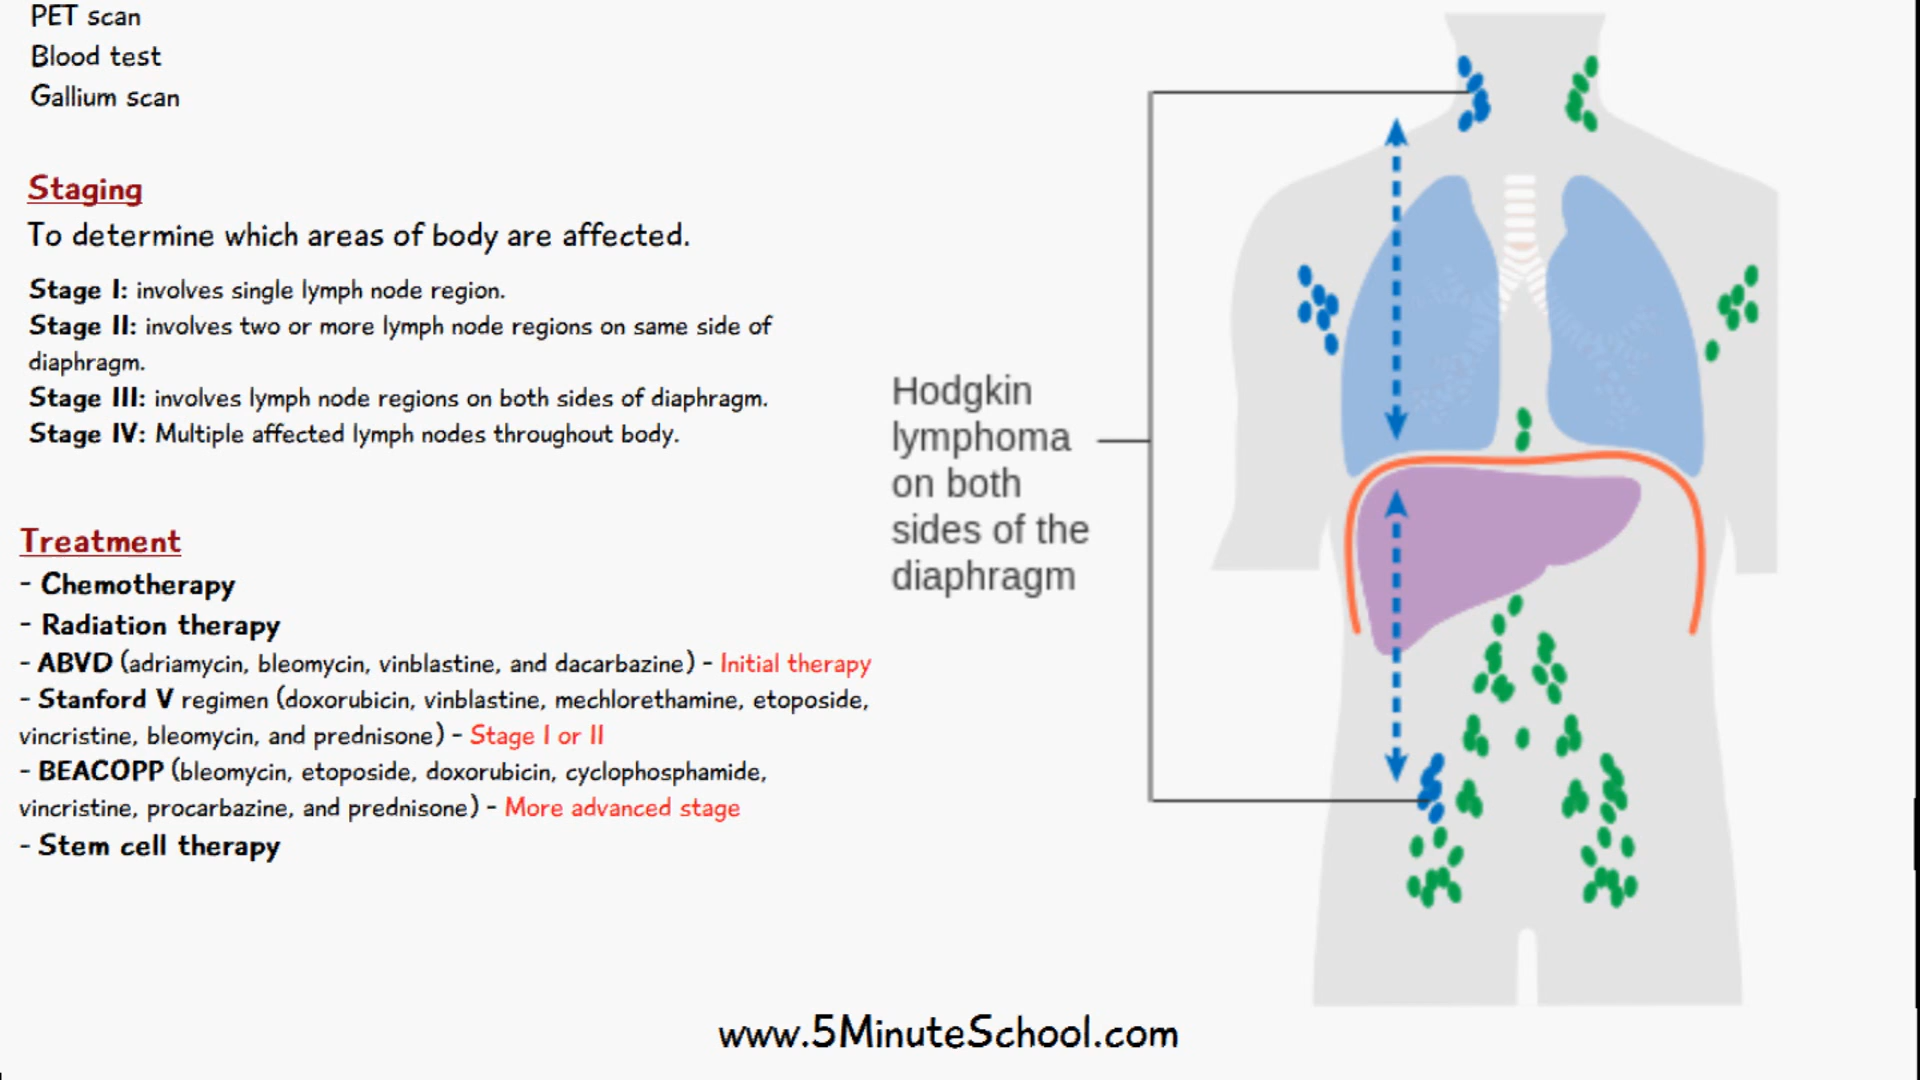 PET scan
Blood test
Gallium scan
Staging
To determine which areas of body are affected.
Stage I: involves single lymph node region.
Stage II: involves two or more lymph node regions on same side of
diaphragm.
Stage III: involves lymph node regions on both sides of diaphragm.
Stage IV: Multiple affected lymph nodes throughout body.
Treatment
- Chemotherapy
- Radiation therapy
- ABVD (adriamycin, bleomycin, vinblastine, and dacarbazine) - Initial therapy
- Stanford V regimen (doxorubicin, vinblastine, mechlorethamine, etoposide,
vincristine, bleomycin, and prednisone) - Stage I or II
- BEACOPP (bleomycin, etoposide, doxorubicin, cyclophosphamide,
vincristine, procarbazine, and prednisone) - More advanced stage
- Stem cell therapy
Hodgkin
lymphoma
on both
sides of the
diaphragm
www.5MinuteSchool.com